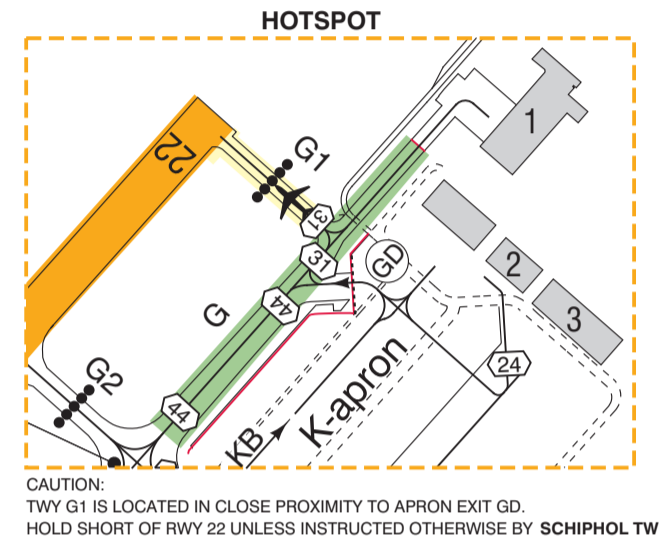 HOTSPOT
22
G1
1
31
31
GD
2
G
44
3
G2
24
K-apron
44
KB
CAUTION:
TWY G1 IS LOCATED IN CLOSE PROXIMITY TO APRON EXIT GD.
HOLD SHORT OF RWY 22 UNLESS INSTRUCTED OTHERWISE BY SCHIPHOL TW